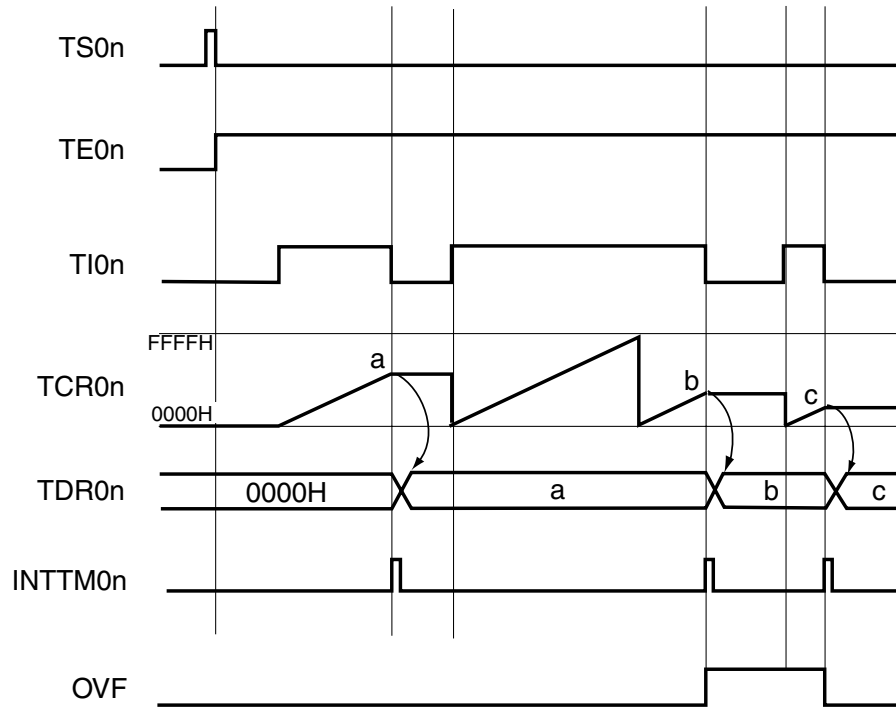 TS0n
TE0n
TI0n
FFFFH
a
TCR0n
b
c
0000H
TDR0n
0000H
a
b
c
INTTM0n
OVF